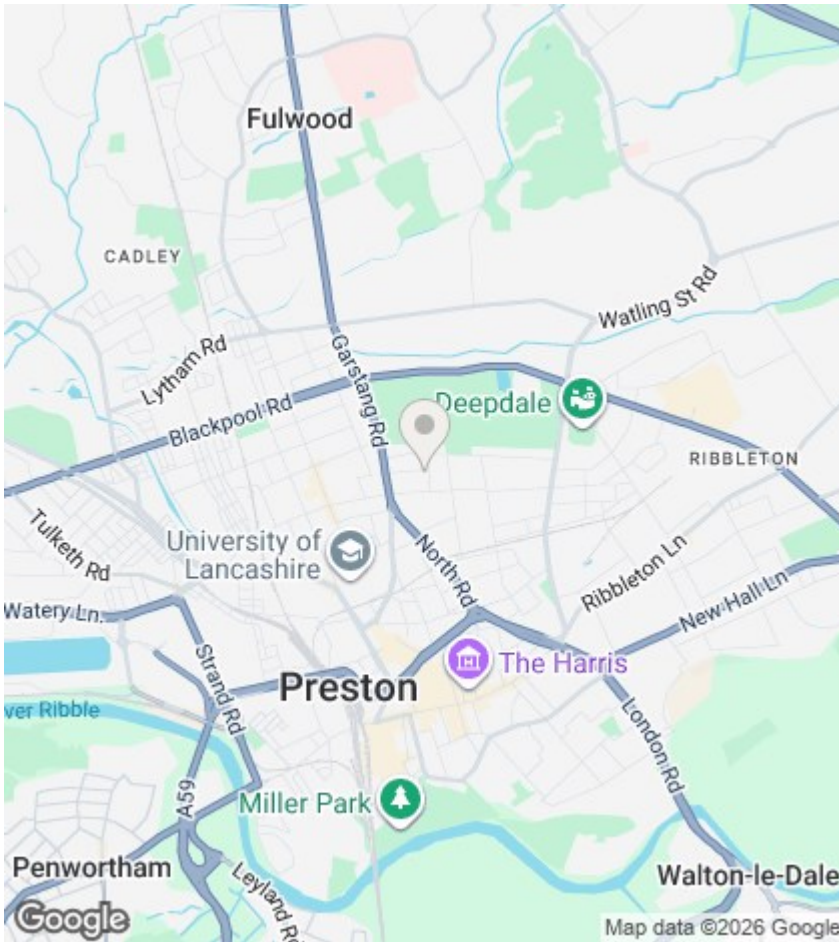 Fulwood
CADLEY
Watling St Rd
Lytham Rd
Garstang Rd
Blackpool Rd
Deepdale
RIBBLETON
Tulketh Rd
University of
Lancashire
North Rd
Ribbleton Ln
New Hall Ln
Watery Ln.
Strand Rd
The Harris
Preston
ver Ribble
London Rd
A59
Miller Park
Penwortham
Leyland Rd
Walton-le-Dale
Google
Map data ©2026 Google